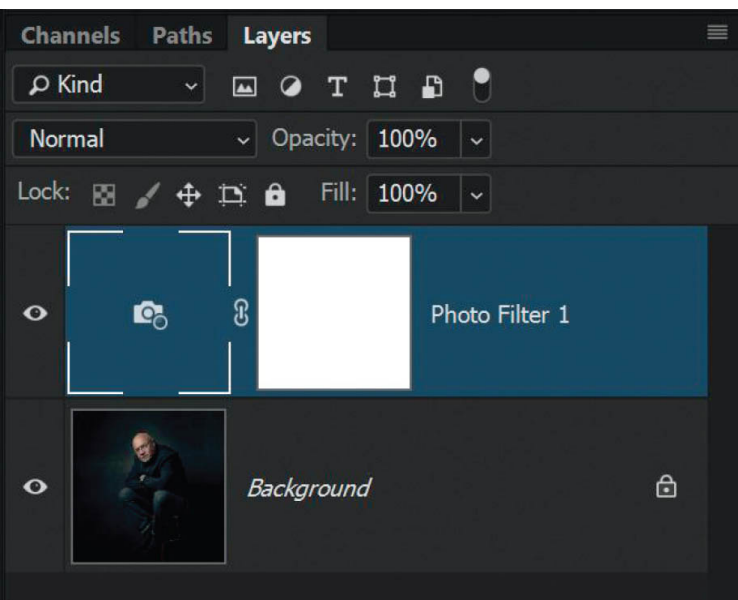 Channels Paths Layers
Kind
Normal Opacity: 100%
Lock: Fill: 100%
Photo Filter 1
Background